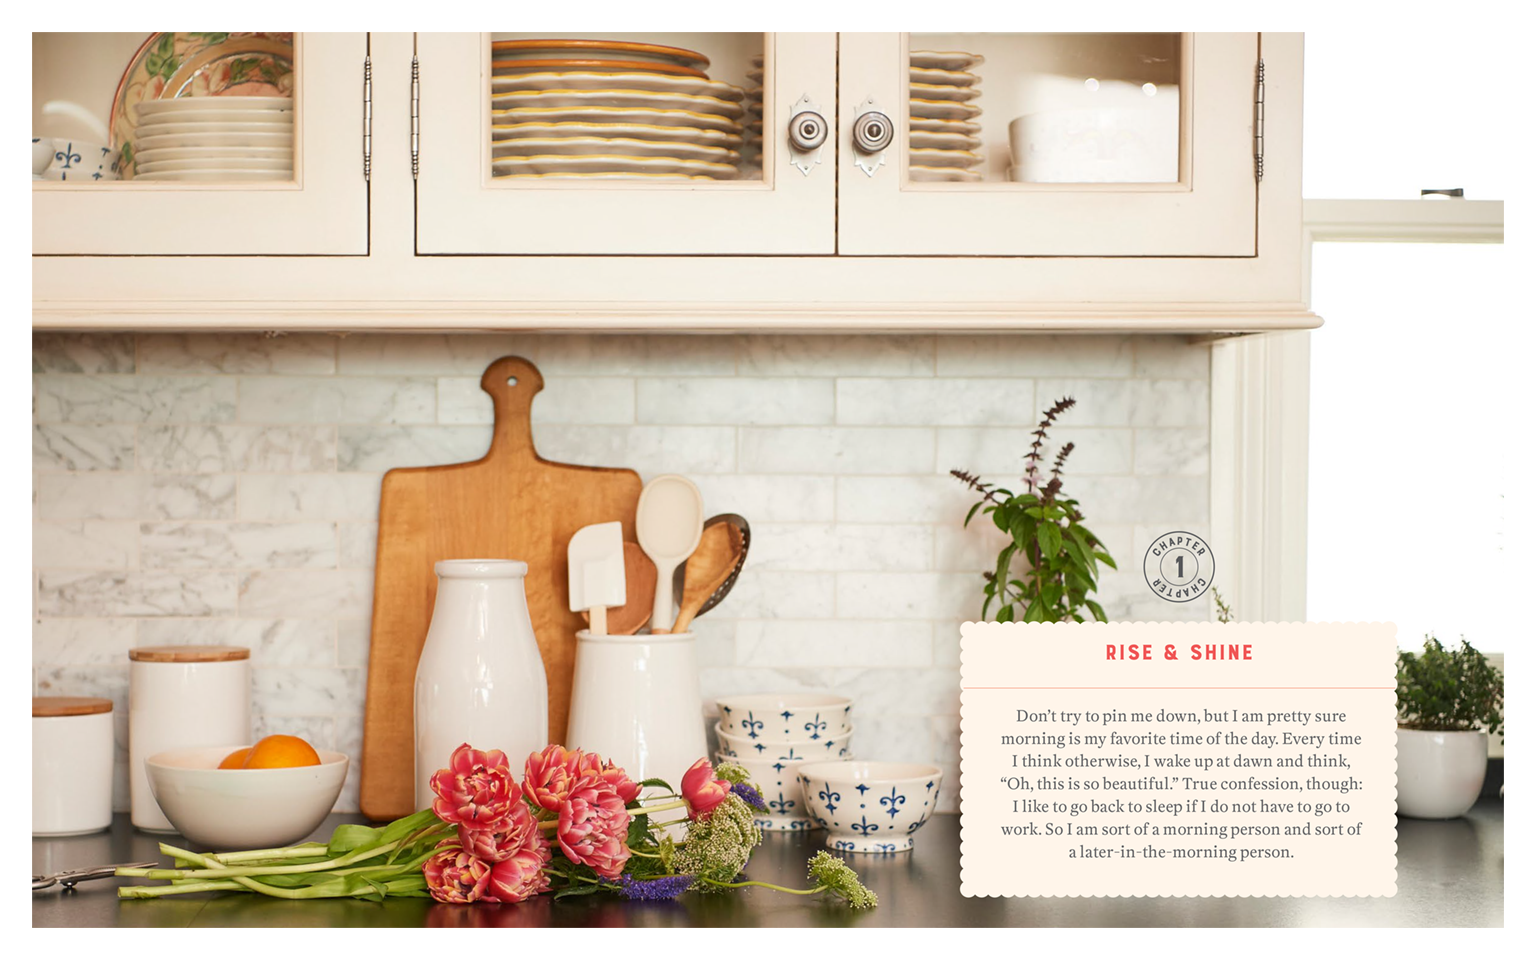 CHAPTER
1
CHAPTER
RISE & SHINE
Don’t try to pin me down, but I am pretty sure
morning is my favorite time of the day. Every time
I think otherwise, I wake up at dawn and think,
“Oh, this is so beautiful.” True confession, though:
I like to go back to sleep if I do not have to go to
work. So I am sort of a morning person and sort of
a later-in-the-morning person.